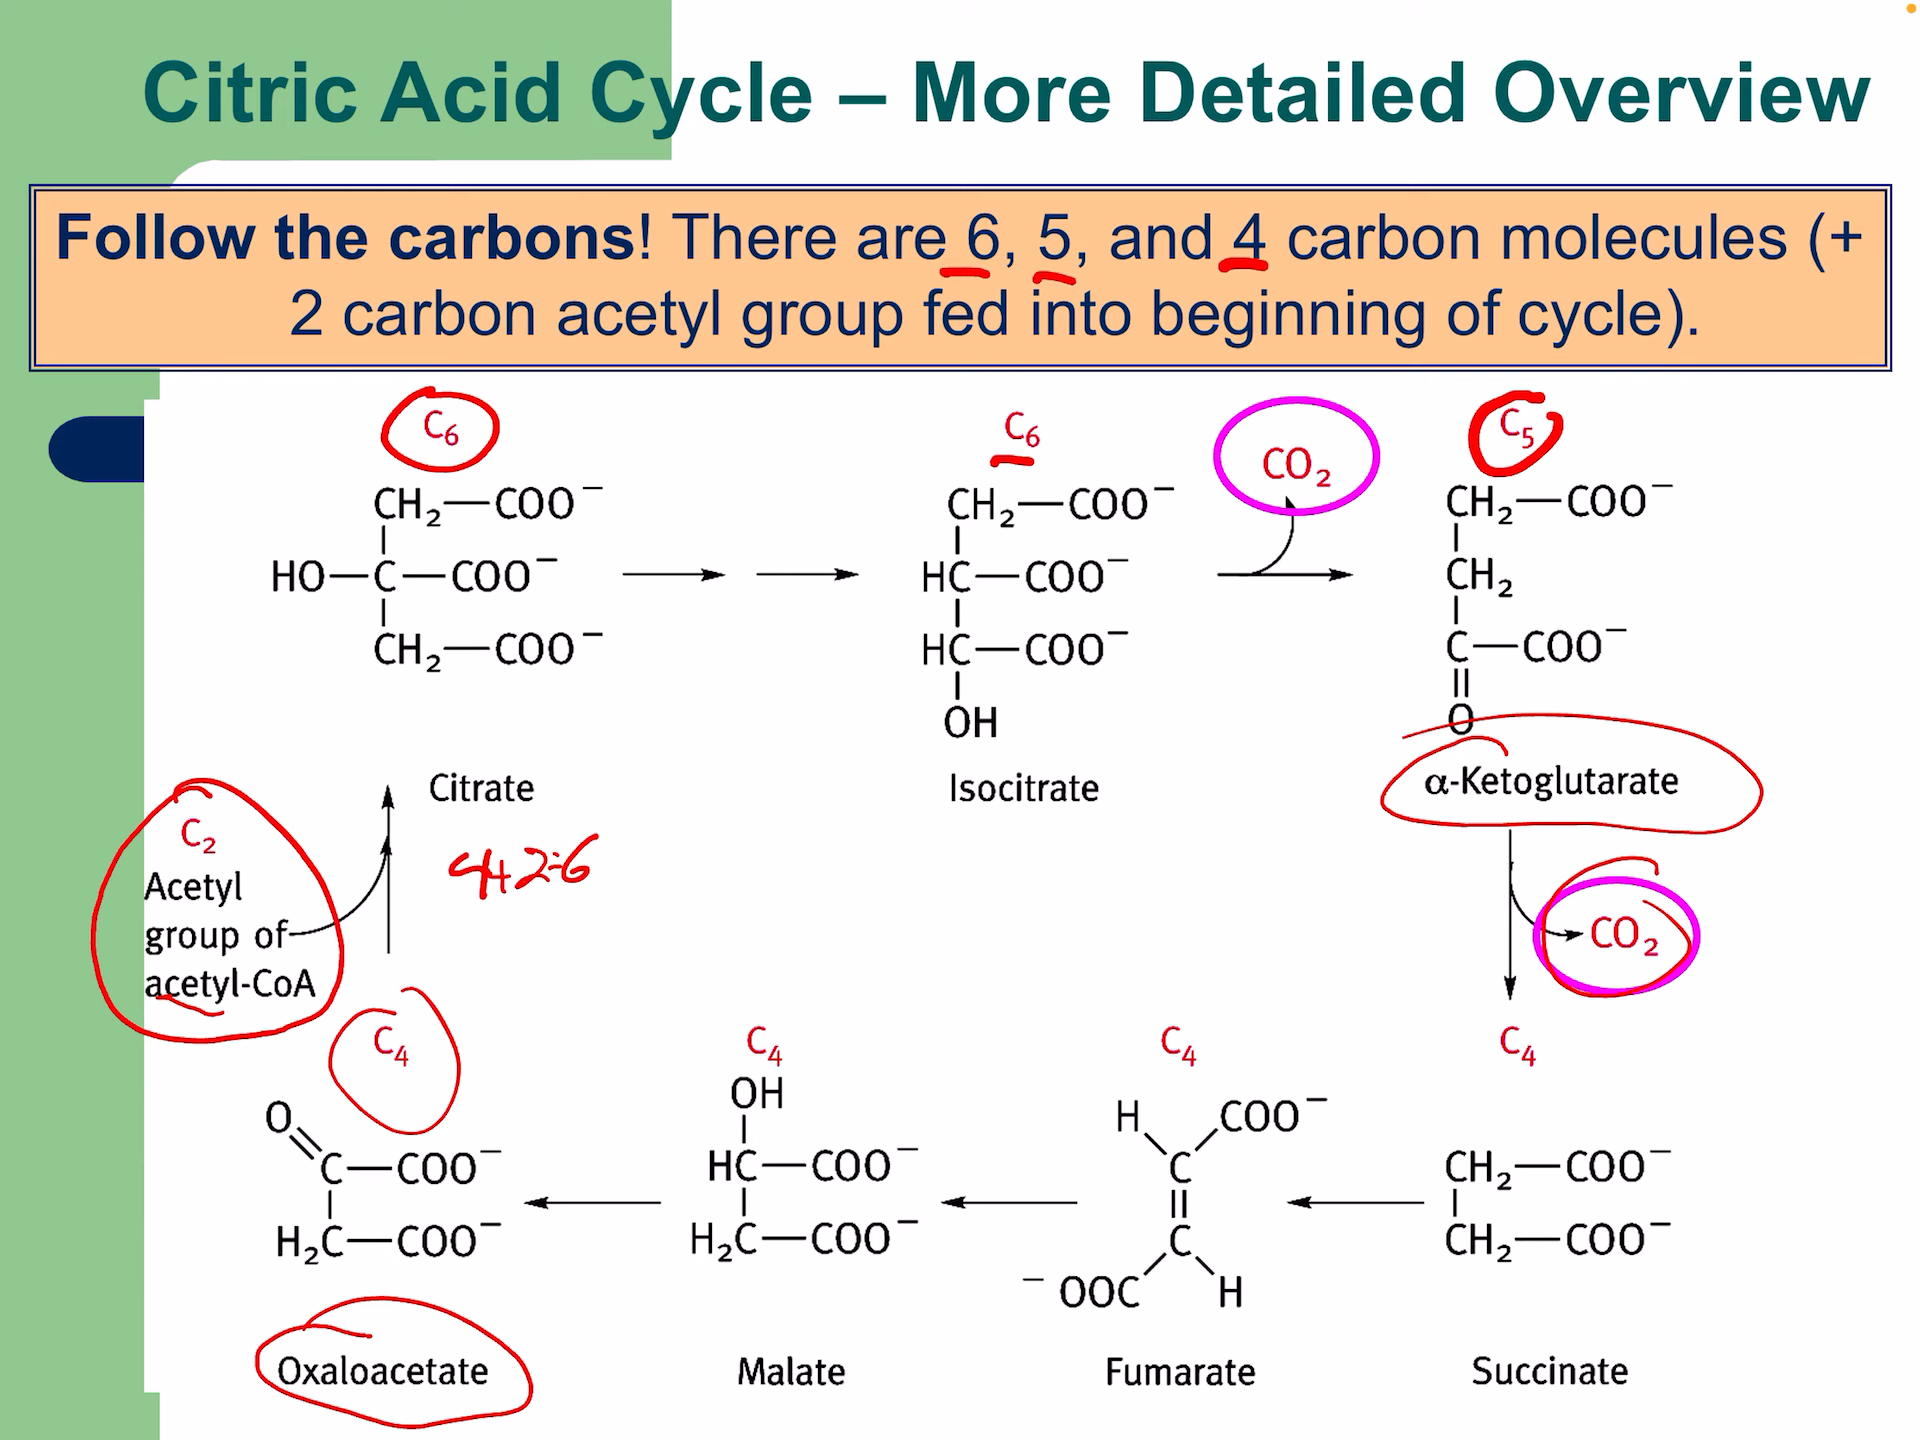 Citric Acid Cycle – More Detailed Overview
Follow the carbons! There are 6, 5, and 4 carbon molecules (+
2 carbon acetyl group fed into beginning of cycle).
C₆
CH₂—COO⁻
HO—C—COO⁻
CH₂—COO⁻
Citrate
C₆
CH₂—COO⁻
HC—COO⁻
HC—COO⁻
OH
Isocitrate
CO₂
C₅
CH₂—COO⁻
CH₂
C—COO⁻
O
α-Ketoglutarate
C₂
Acetyl
group of
acetyl-CoA
4+2=6
CO₂
C₄
O
C—COO⁻
H₂C—COO⁻
Oxaloacetate
C₄
OH
HC—COO⁻
H₂C—COO⁻
Malate
C₄
H COO⁻
C
C
⁻OOC H
Fumarate
C₄
CH₂—COO⁻
CH₂—COO⁻
Succinate